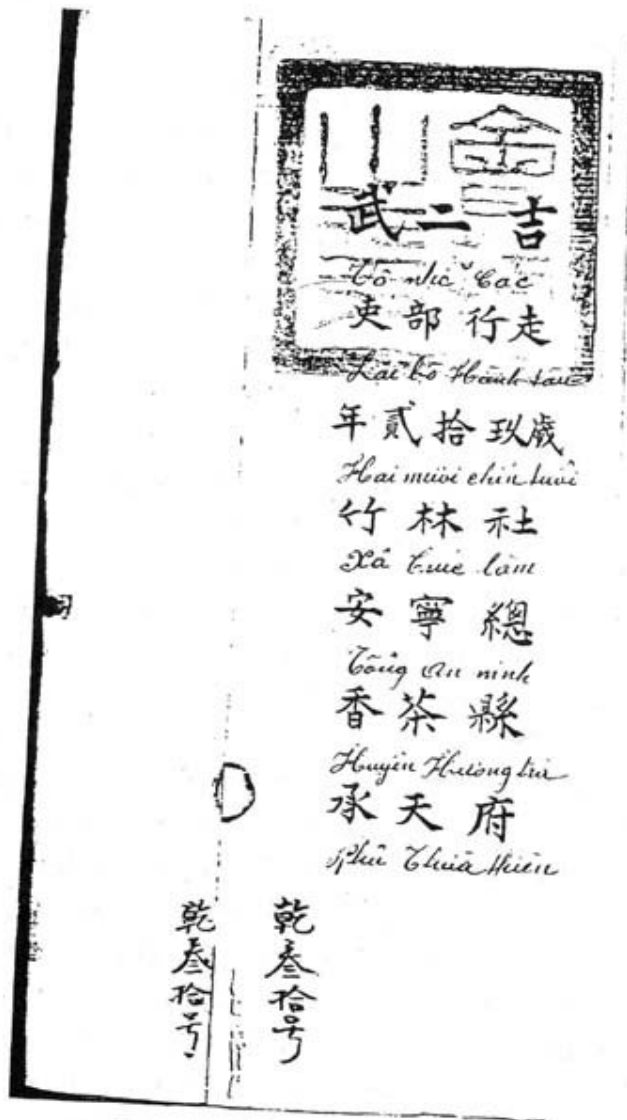 武二吉
Võ nhị Các
吏部行走
Lại bộ Hành tẩu
年貳拾玖歲
Hai mươi chín tuổi
竹林社
Xã Trúc lâm
安寧總
Tổng An ninh
香茶縣
Huyện Hương trà
承天府
Phủ Thừa thiên
乾叁拾号
乾叁拾号